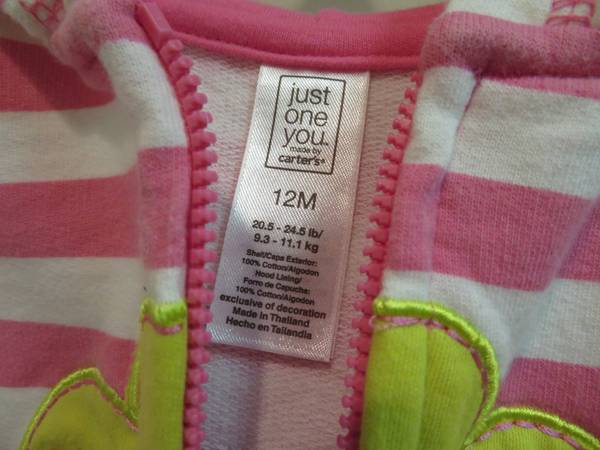 just
one
you.
made by
carter's®
12M
20.5 - 24.5 lb/
9.3 - 11.1 kg
Shell/Capa Exterior:
100% Cotton/Algodon
Hood Lining/
Forro de Capucha:
100% Cotton/Algodon
exclusive of decoration
Made in Thailand
Hecho en Tailandia